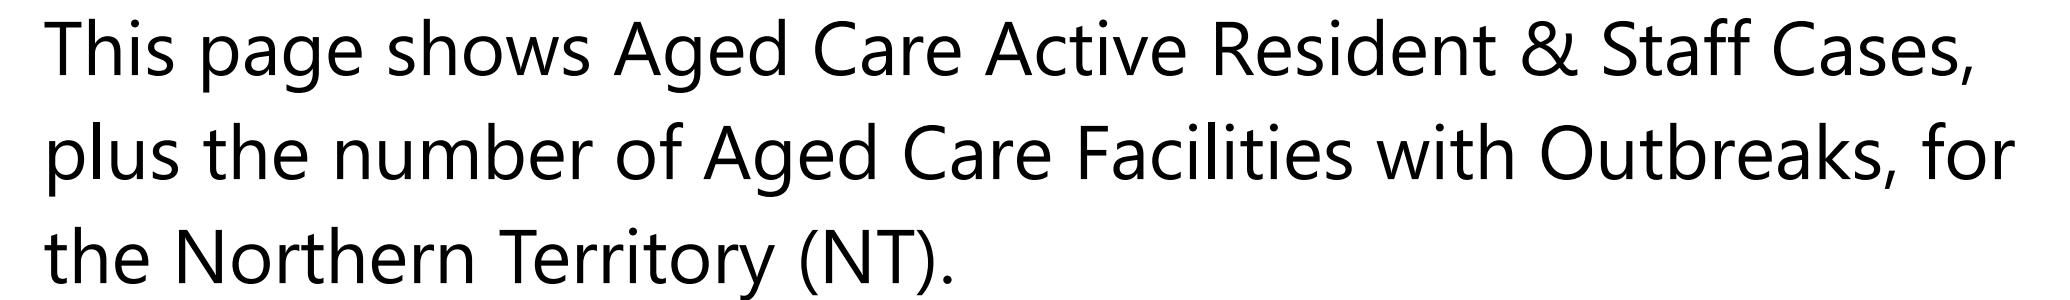 This page shows Aged Care Active Resident & Staff Cases,
plus the number of Aged Care Facilities with Outbreaks, for
the Northern Territory (NT).